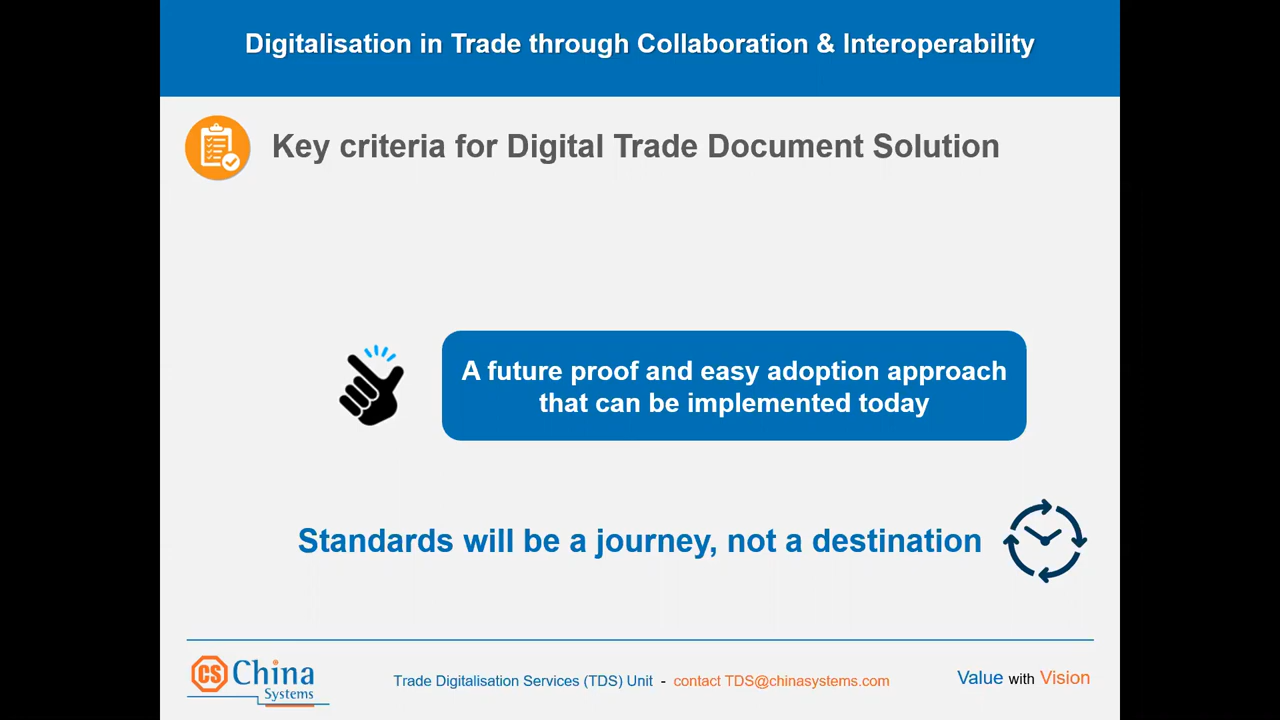 Digitalisation in Trade through Collaboration & Interoperability
Key criteria for Digital Trade Document Solution
A future proof and easy adoption approach
that can be implemented today
Standards will be a journey, not a destination
CS China
Systems
Trade Digitalisation Services (TDS) Unit - contact TDS@chinasystems.com
Value with Vision